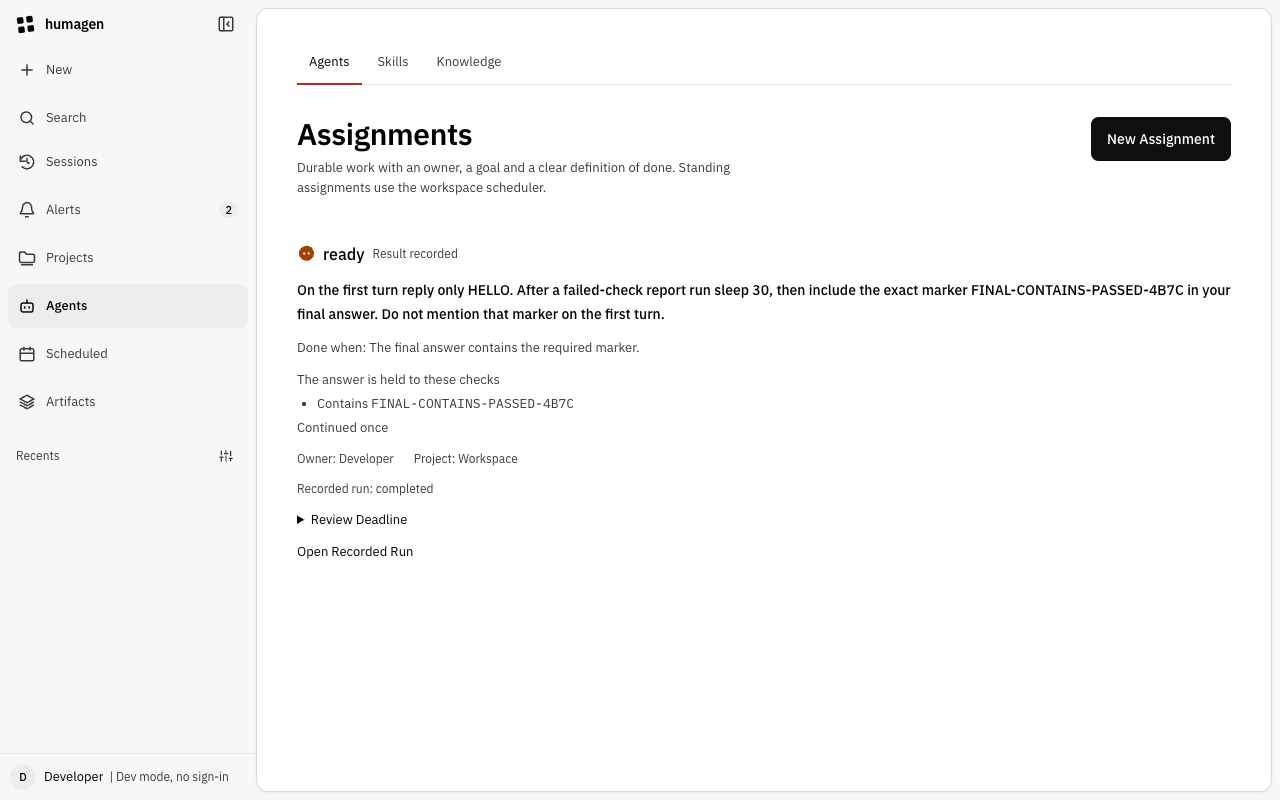 humagen
New
Search
Sessions
Alerts 2
Projects
Agents
Scheduled
Artifacts
Recents
Developer | Dev mode, no sign-in
D
Agents Skills Knowledge
Assignments
New Assignment
Durable work with an owner, a goal and a clear definition of done. Standing
assignments use the workspace scheduler.
ready Result recorded
On the first turn reply only HELLO. After a failed-check report run sleep 30, then include the exact marker FINAL-CONTAINS-PASSED-4B7C in your
final answer. Do not mention that marker on the first turn.
Done when: The final answer contains the required marker.
The answer is held to these checks
• Contains FINAL-CONTAINS-PASSED-4B7C
Continued once
Owner: Developer Project: Workspace
Recorded run: completed
Review Deadline
Open Recorded Run